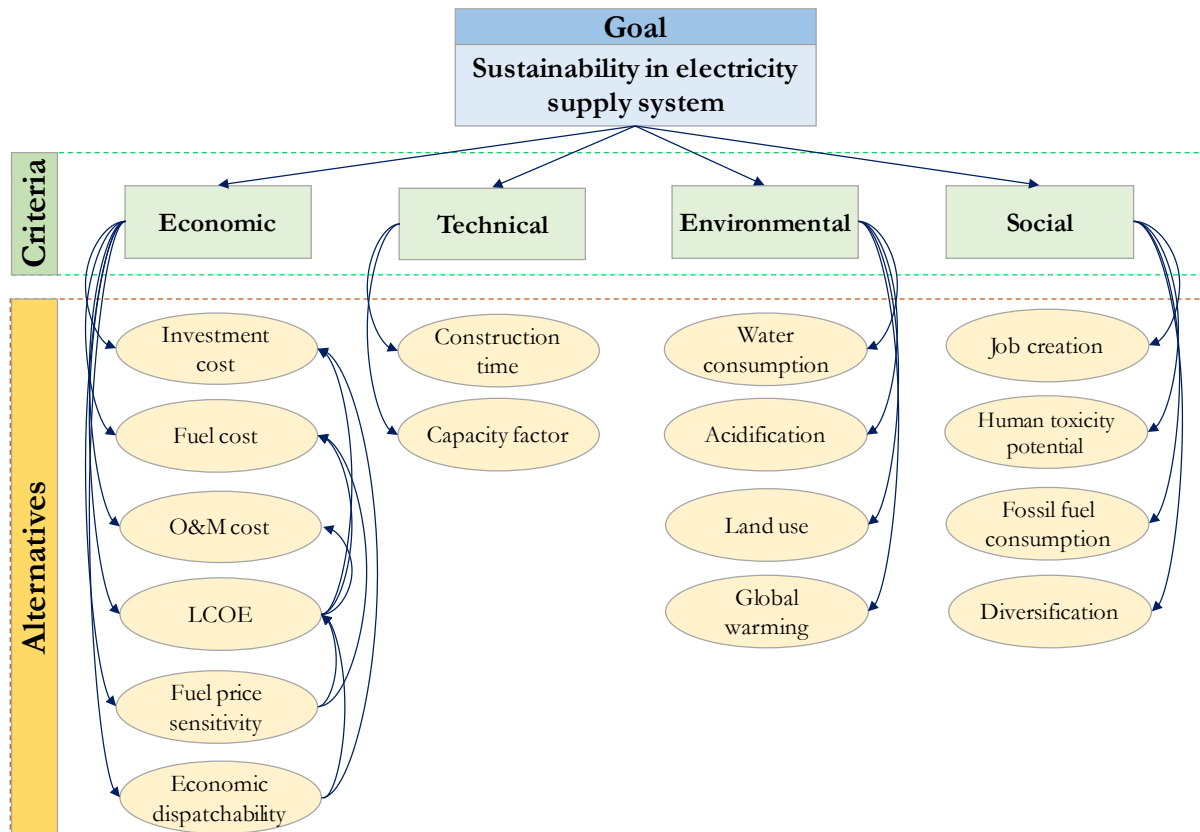 Goal
Sustainability in electricity
supply system
Criteria
Economic
Technical
Environmental
Social
Alternatives
Investment
cost
Fuel cost
O&M cost
LCOE
Fuel price
sensitivity
Economic
dispatchability
Construction
time
Capacity factor
Water
consumption
Acidification
Land use
Global
warming
Job creation
Human toxicity
potential
Fossil fuel
consumption
Diversification